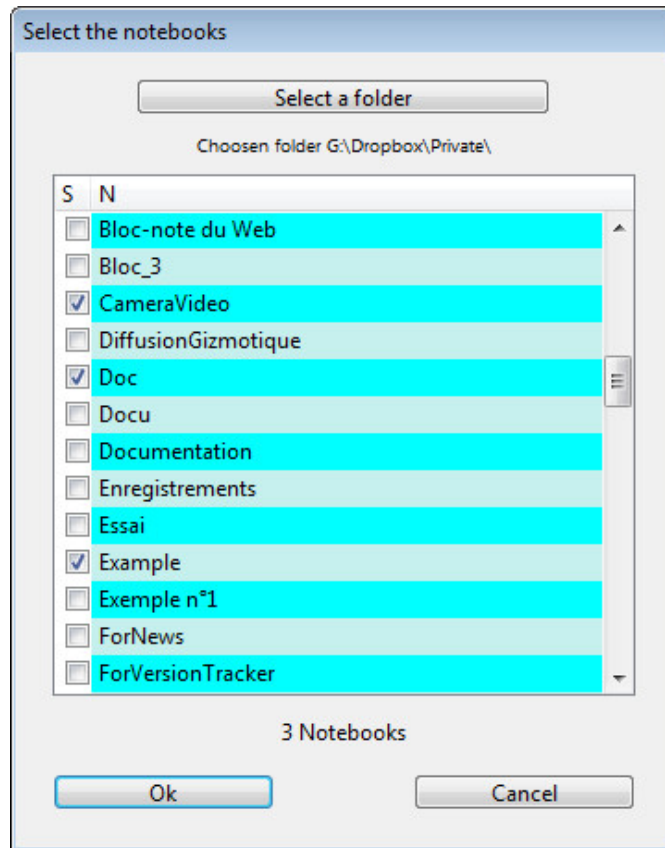 Select the notebooks
Select a folder
Choosen folder G:\Dropbox\Private\
S N
Bloc-note du Web
Bloc_3
CameraVideo
DiffusionGizmotique
Doc
Docu
Documentation
Enregistrements
Essai
Example
Exemple n°1
ForNews
ForVersionTracker
3 Notebooks
Ok Cancel